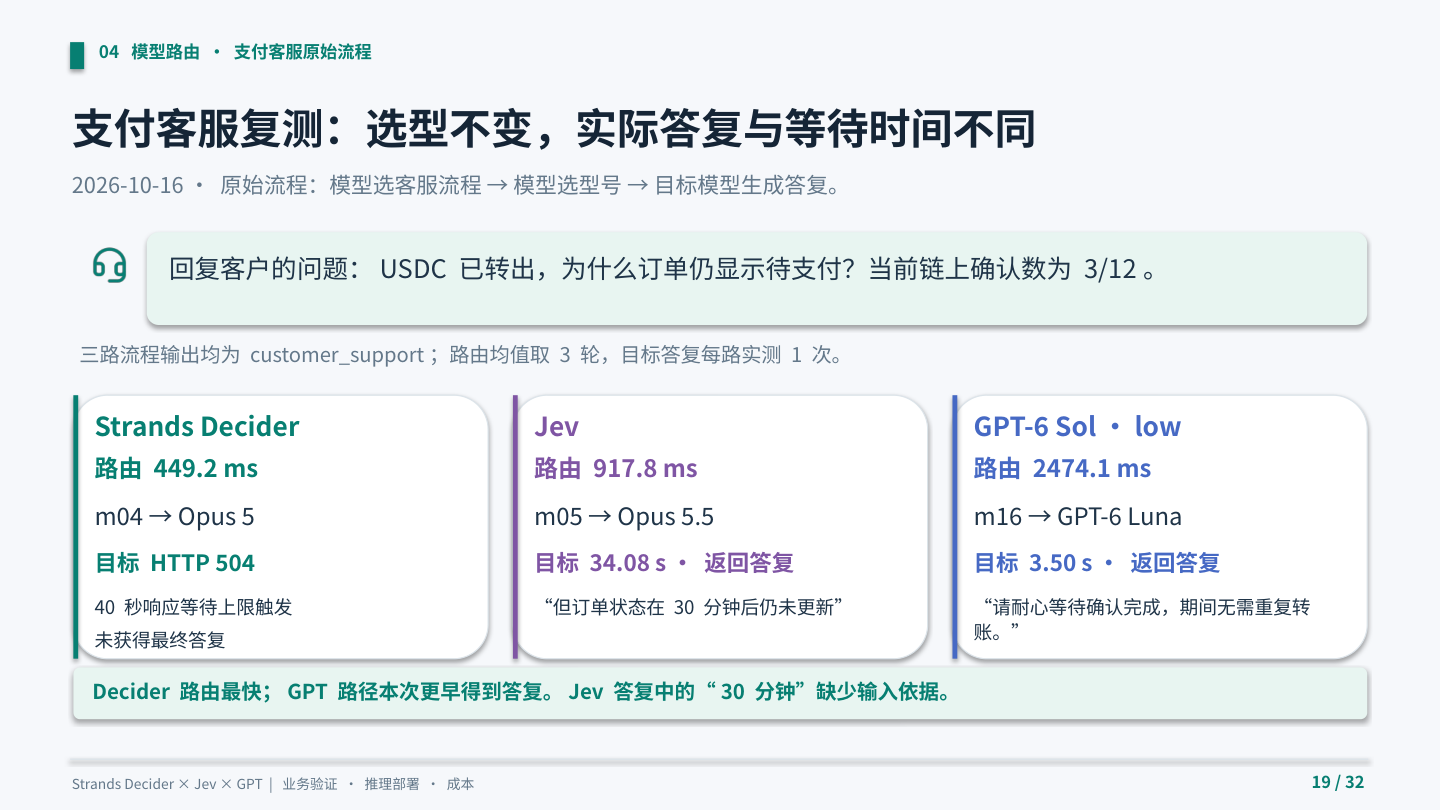 04 模型路由 · 支付客服原始流程
支付客服复测：选型不变，实际答复与等待时间不同
2026-10-16 · 原始流程：模型选客服流程 → 模型选型号 → 目标模型生成答复。
回复客户的问题： USDC 已转出，为什么订单仍显示待支付？当前链上确认数为 3/12 。
三路流程输出均为 customer_support ；路由均值取 3 轮，目标答复每路实测 1 次。
Strands Decider
路由 449.2 ms
m04 → Opus 5
目标 HTTP 504
40 秒响应等待上限触发
未获得最终答复
Jev
路由 917.8 ms
m05 → Opus 5.5
目标 34.08 s · 返回答复
“但订单状态在 30 分钟后仍未更新”
GPT-6 Sol · low
路由 2474.1 ms
m16 → GPT-6 Luna
目标 3.50 s · 返回答复
“请耐心等待确认完成，期间无需重复转
账。”
Decider 路由最快； GPT 路径本次更早得到答复。 Jev 答复中的“ 30 分钟”缺少输入依据。
Strands Decider × Jev × GPT | 业务验证 · 推理部署 · 成本
19 / 32